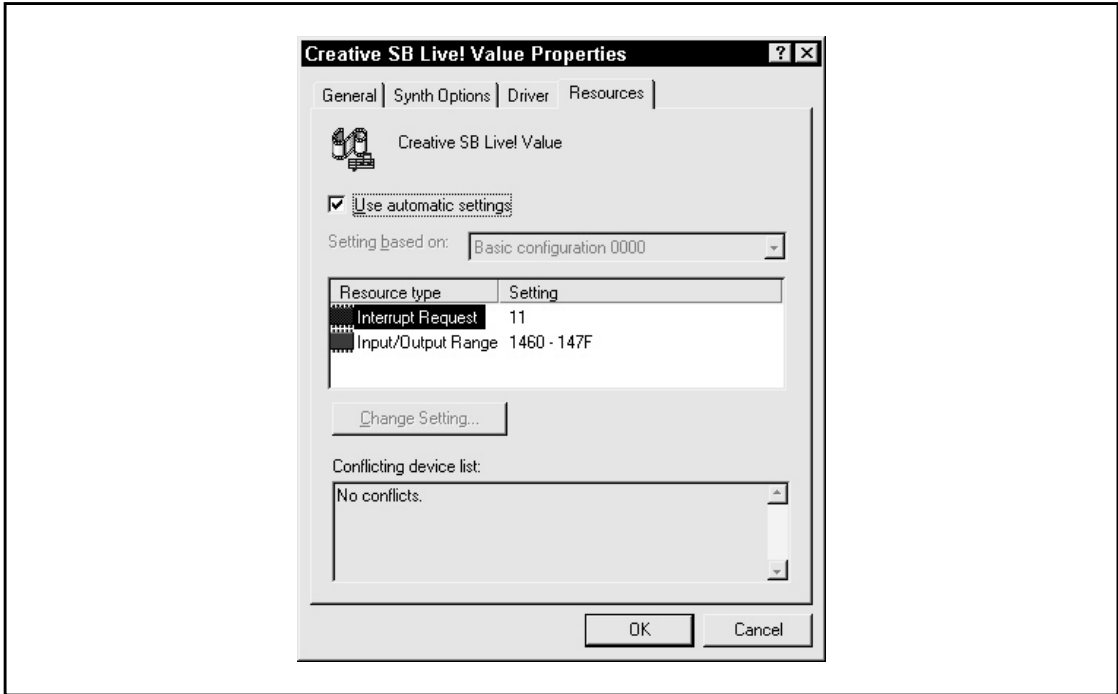 Creative SB Live! Value Properties
General Synth Options Driver Resources
Creative SB Live! Value
Use automatic settings
Setting based on: Basic configuration 0000
Resource type Setting
Interrupt Request 11
Input/Output Range 1460 - 147F
Change Setting...
Conflicting device list:
No conflicts.
OK Cancel